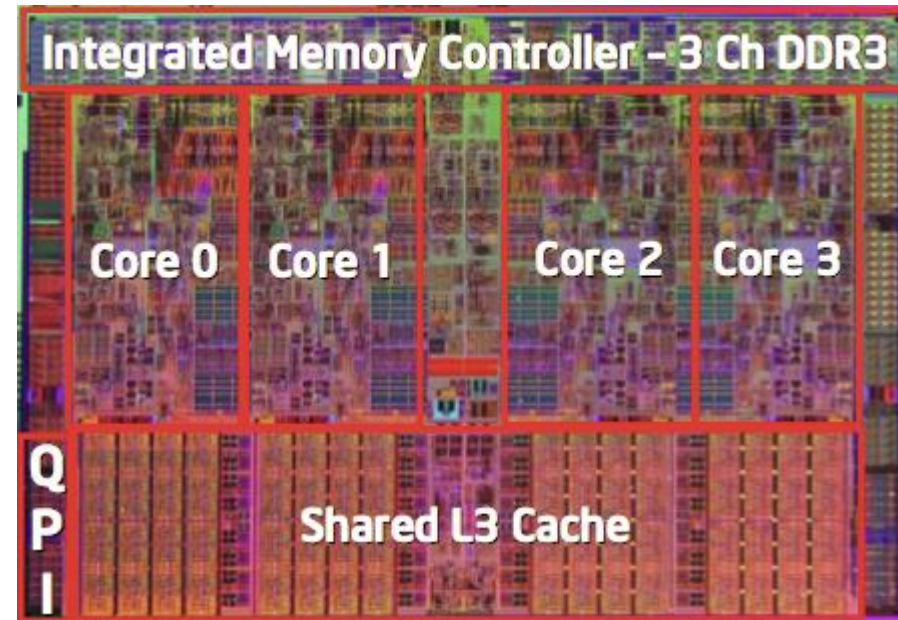 Integrated Memory Controller – 3 Ch DDR3
Core 0
Core 1
Core 2
Core 3
Q
P
I
Shared L3 Cache